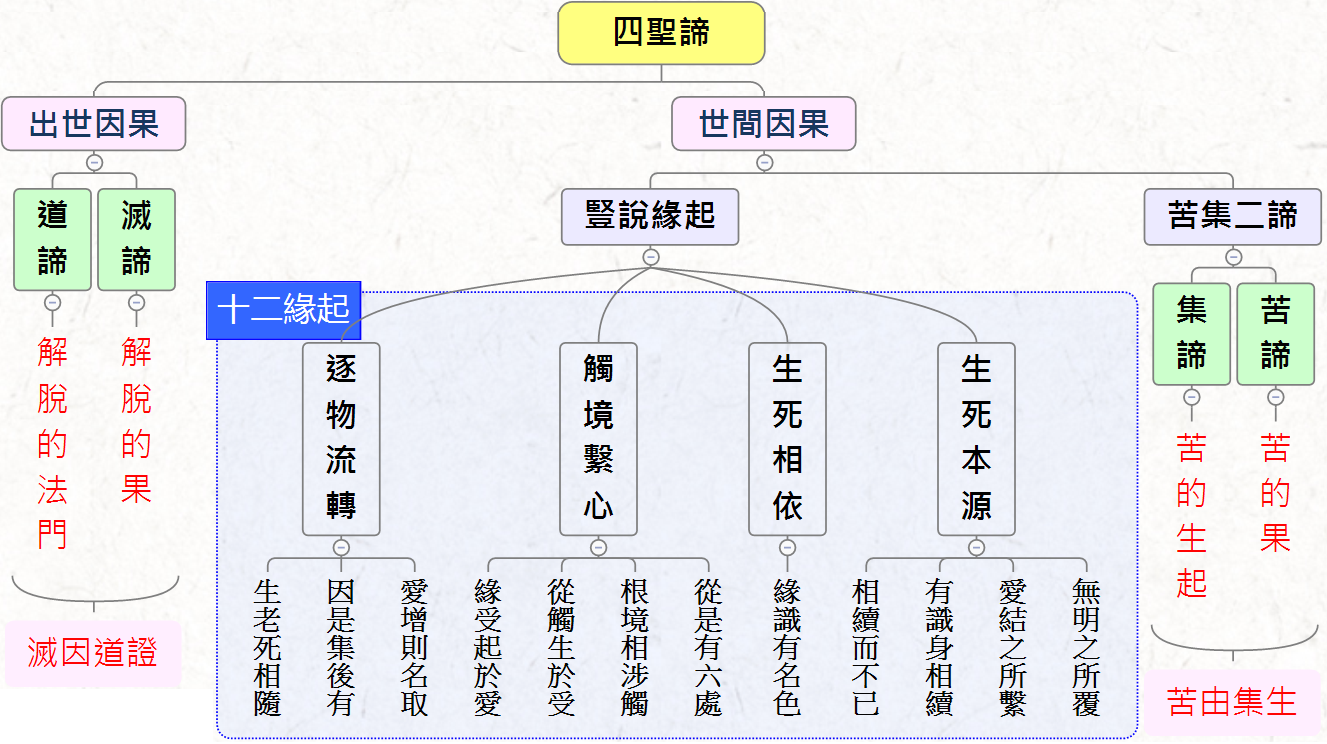 四聖諦
出世因果
世間因果
豎說緣起
苦集二諦
道諦
滅諦
解脫的法門
解脫的果
滅因道證
十二緣起
生死本源
無明之所覆
愛結之所繫
有識身相續
相續而不已
生死相依
緣識有名色
觸境繫心
從是有六處
根境相涉觸
從觸生於受
緣受起於愛
逐物流轉
愛增則名取
因是集後有
生老死相隨
苦諦
集諦
苦的果
苦的生起
苦由集生